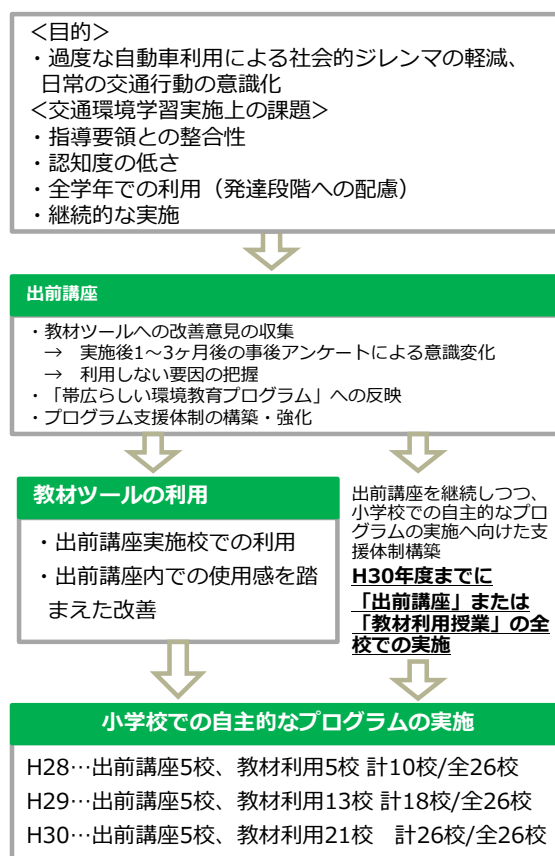 ＜目的＞
・過度な自動車利用による社会的ジレンマの軽減、
日常の交通行動の意識化
＜交通環境学習実施上の課題＞
・指導要領との整合性
・認知度の低さ
・全学年での利用（発達段階への配慮）
・継続的な実施
出前講座
・教材ツールへの改善意見の収集
→　実施後1～3ヶ月後の事後アンケートによる意識変化
→　利用しない要因の把握
・「帯広らしい環境教育プログラム」への反映
・プログラム支援体制の構築・強化
教材ツールの利用
・出前講座実施校での利用
・出前講座内での使用感を踏
まえた改善
出前講座を継続しつつ、
小学校での自主的なプロ
グラムの実施へ向けた支
援体制構築
H30年度までに
「出前講座」または
「教材利用授業」の全
校での実施
小学校での自主的なプログラムの実施
H28…出前講座5校、教材利用5校 計10校/全26校
H29…出前講座5校、教材利用13校 計18校/全26校
H30…出前講座5校、教材利用21校　計26校/全26校